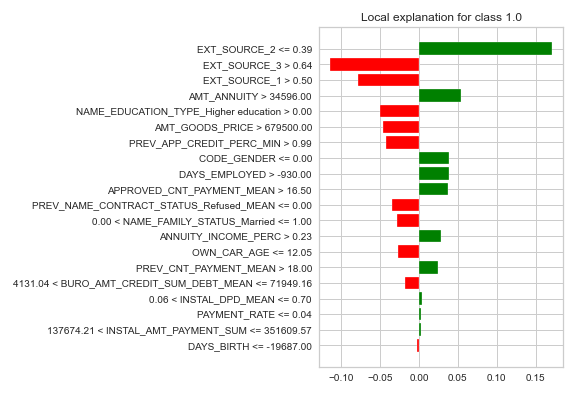 Local explanation for class 1.0
EXT_SOURCE_2 <= 0.39
EXT_SOURCE_3 > 0.64
EXT_SOURCE_1 > 0.50
AMT_ANNUITY > 34596.00
NAME_EDUCATION_TYPE_Higher education > 0.00
AMT_GOODS_PRICE > 679500.00
PREV_APP_CREDIT_PERC_MIN > 0.99
CODE_GENDER <= 0.00
DAYS_EMPLOYED > -930.00
APPROVED_CNT_PAYMENT_MEAN > 16.50
PREV_NAME_CONTRACT_STATUS_Refused_MEAN <= 0.00
0.00 < NAME_FAMILY_STATUS_Married <= 1.00
ANNUITY_INCOME_PERC > 0.23
OWN_CAR_AGE <= 12.05
PREV_CNT_PAYMENT_MEAN > 18.00
4131.04 < BURO_AMT_CREDIT_SUM_DEBT_MEAN <= 71949.16
0.06 < INSTAL_DPD_MEAN <= 0.70
PAYMENT_RATE <= 0.04
137674.21 < INSTAL_AMT_PAYMENT_SUM <= 351609.57
DAYS_BIRTH <= -19687.00
−0.10 −0.05 0.00 0.05 0.10 0.15